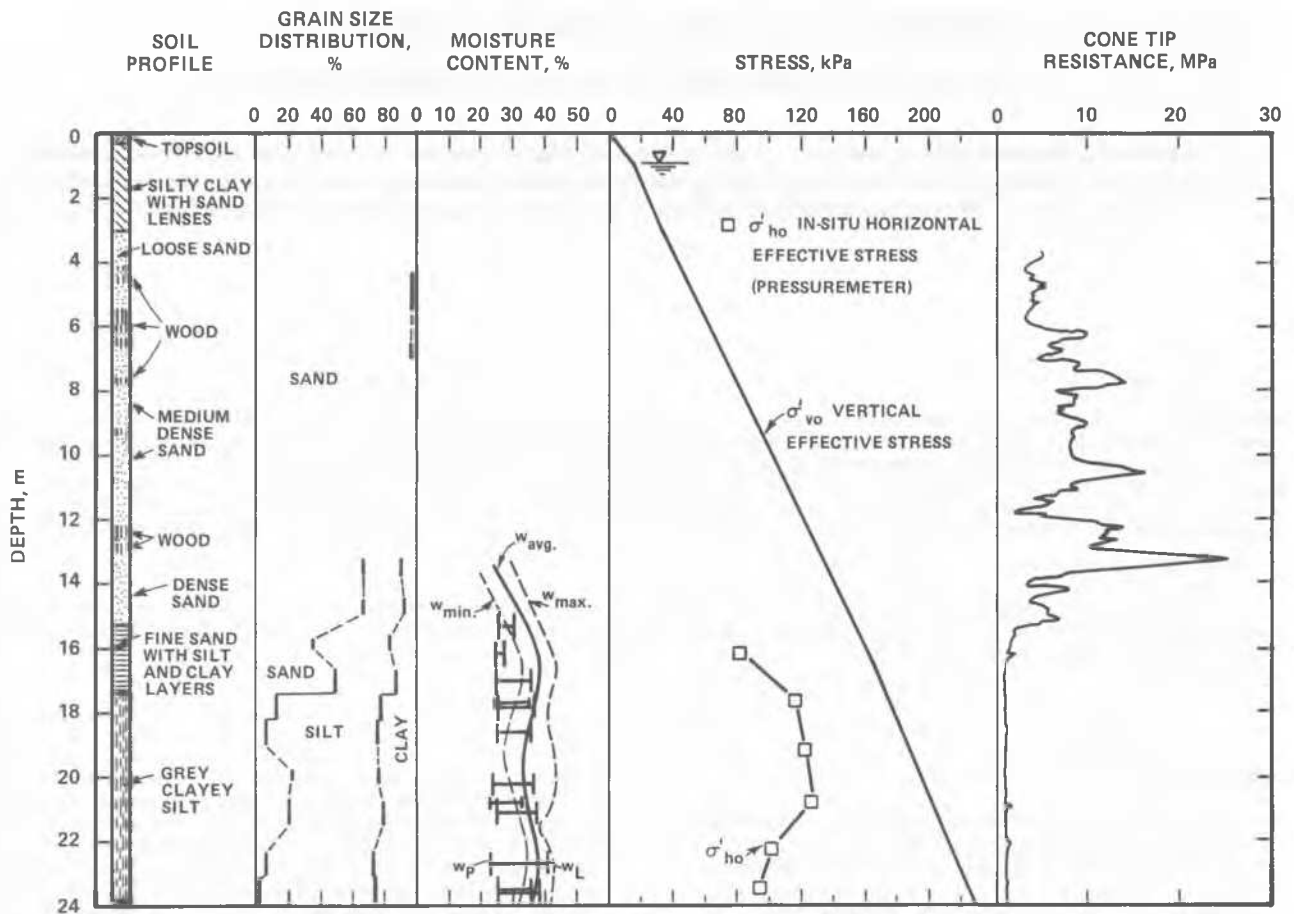 SOIL
PROFILE
GRAIN SIZE
DISTRIBUTION,
%
MOISTURE
CONTENT, %
STRESS, kPa
CONE TIP
RESISTANCE, MPa
0 20 40 60 80 0 10 20 30 40 50 0 40 80 120 160 200 0 10 20 30
DEPTH, m
0
2
4
6
8
10
12
14
16
18
20
22
24
TOPSOIL
SILTY CLAY
WITH SAND
LENSES
LOOSE SAND
WOOD
MEDIUM
DENSE
SAND
WOOD
DENSE
SAND
FINE SAND
WITH SILT
AND CLAY
LAYERS
GREY
CLAYEY
SILT
SAND
SAND
SILT
CLAY
wavg.
wmin.
wmax.
wP
wL
σ'ho IN-SITU HORIZONTAL
EFFECTIVE STRESS
(PRESSUREMETER)
σ'vo VERTICAL
EFFECTIVE STRESS
σ'ho